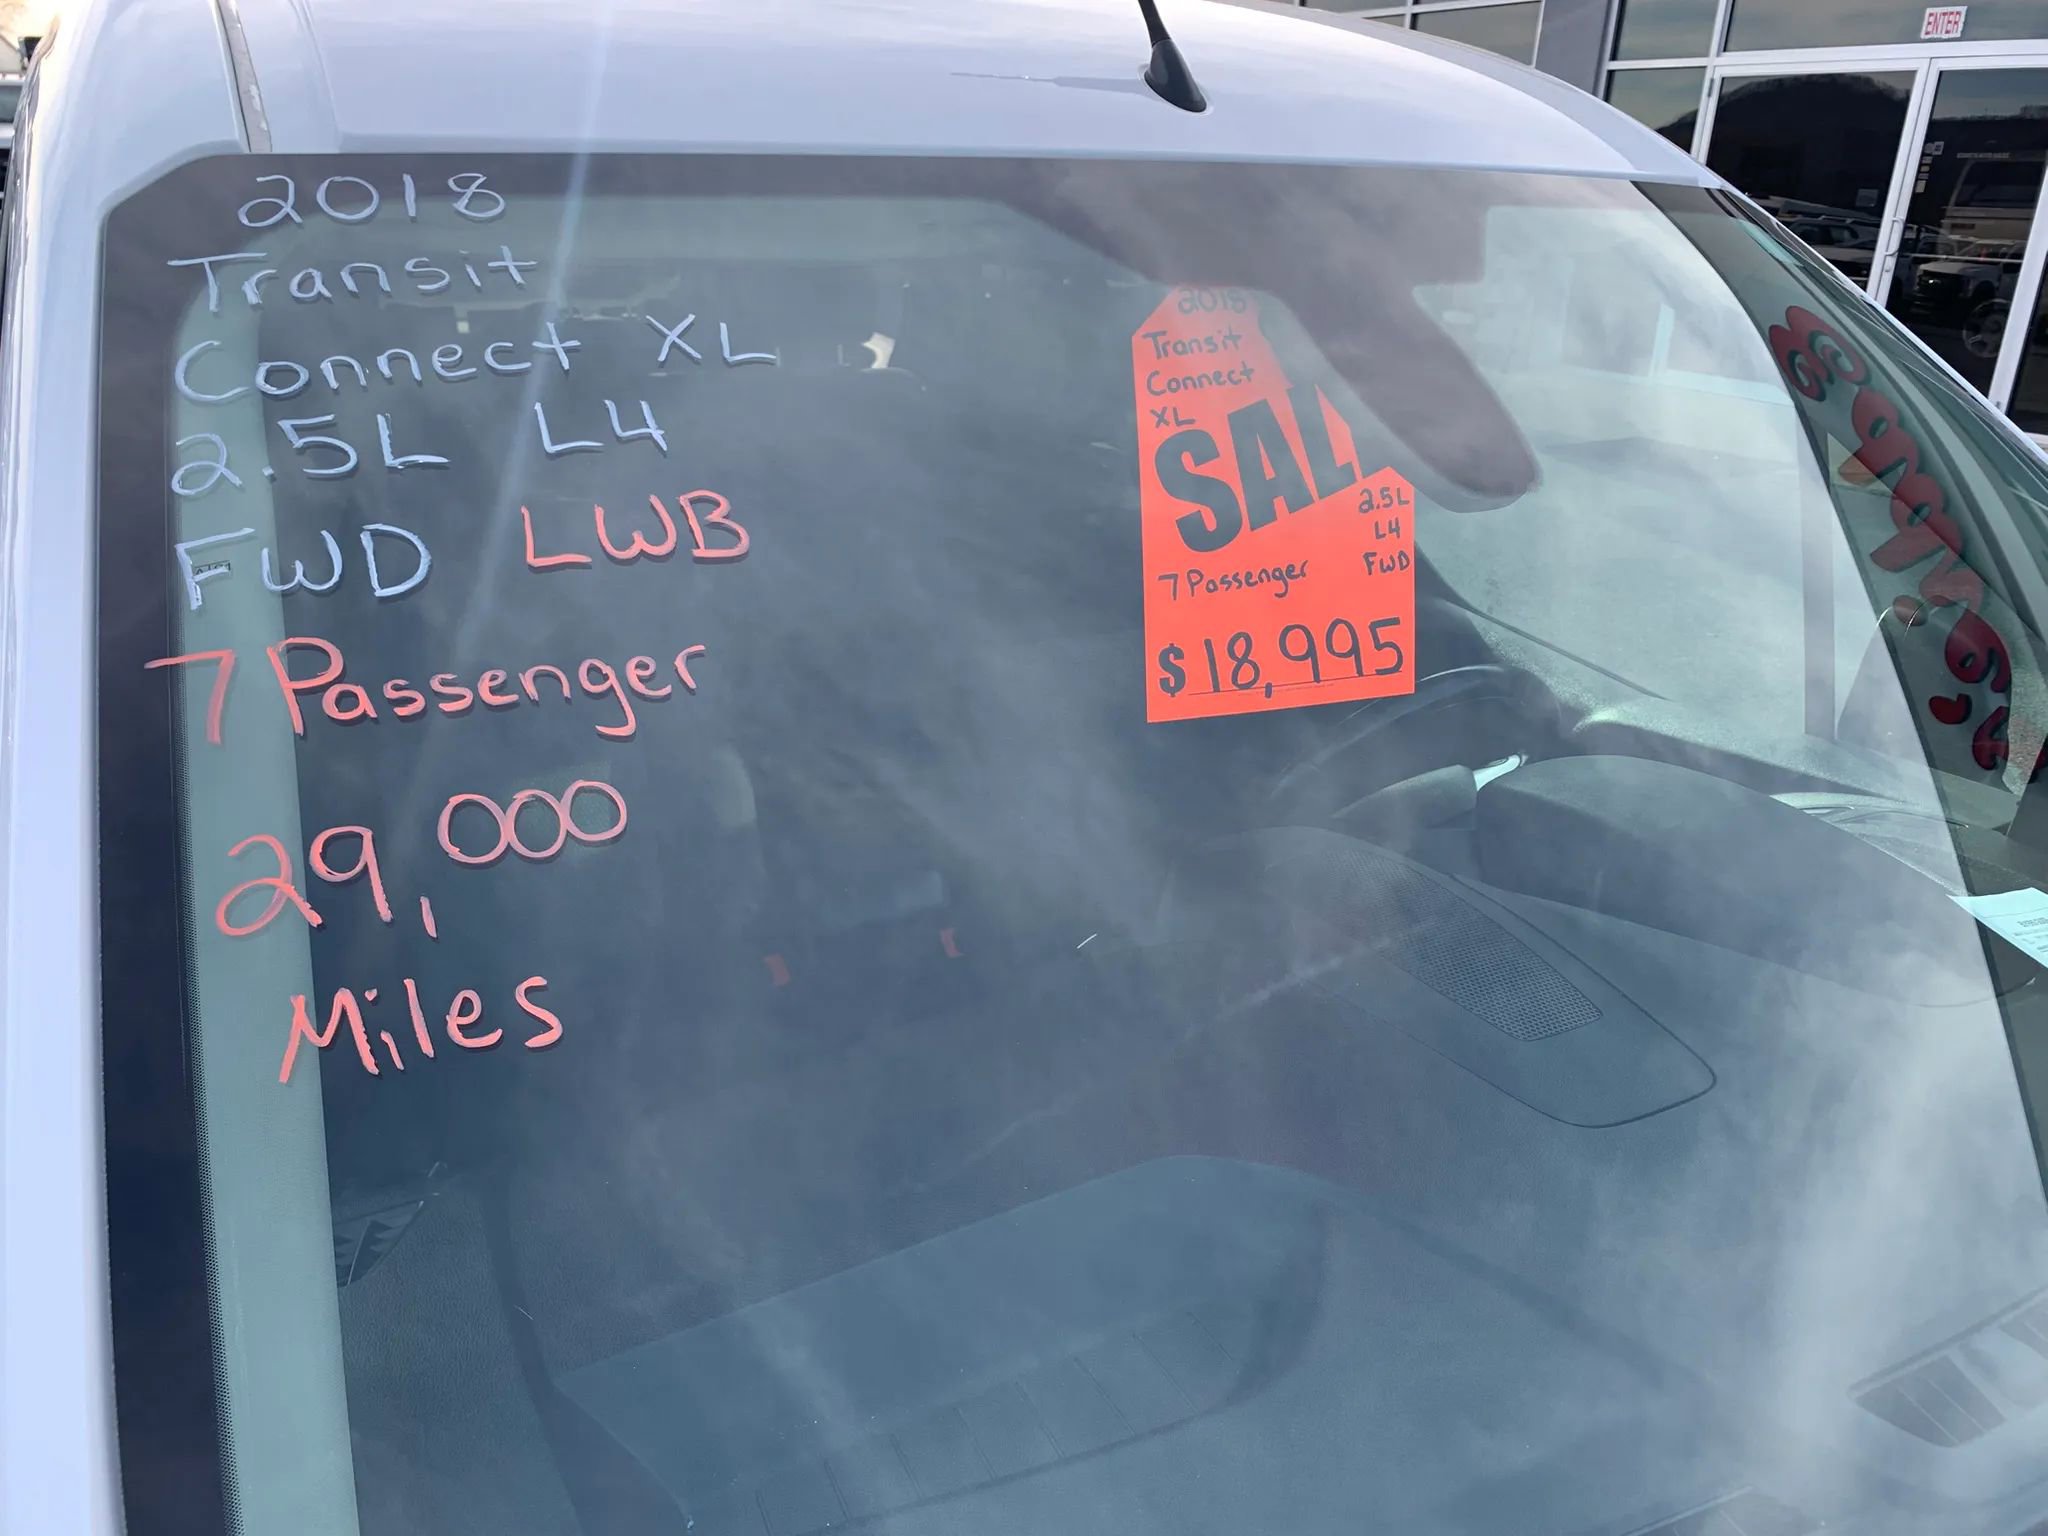 2018
Transit
Connect XL
2.5L L4
FWD LWB
7 Passenger
29,000
Miles
2018
Transit
Connect
XL
SAL
2.5L
L4
FWD
7 Passenger
$18,995
ENTER